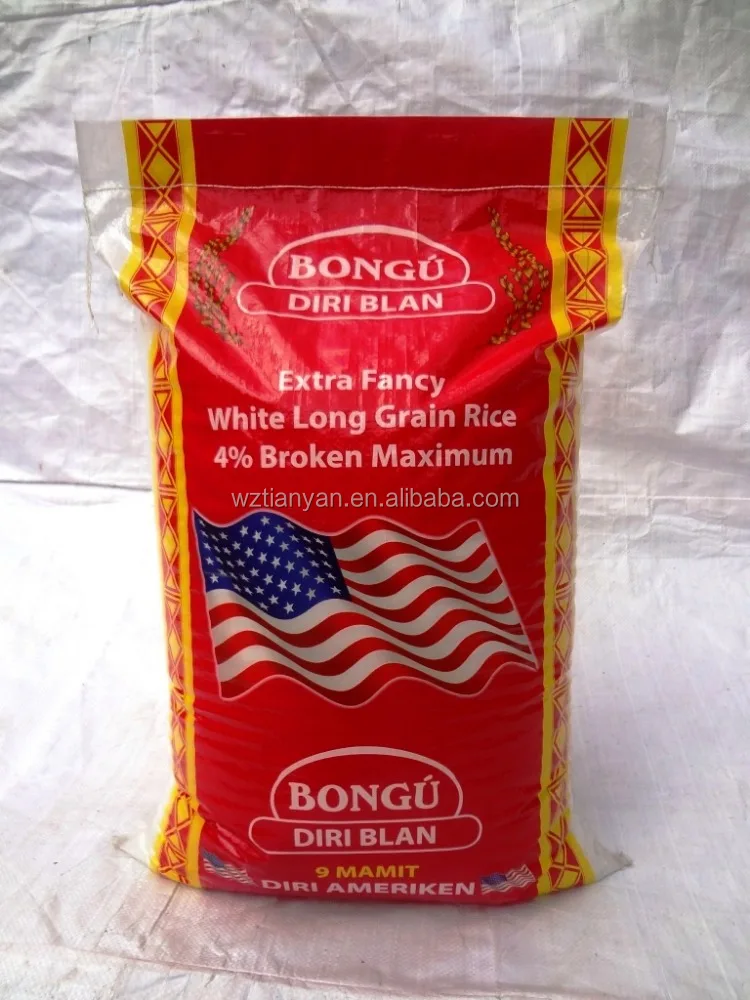 BONGÚ
DIRI BLAN
Extra Fancy
White Long Grain Rice
4% Broken Maximum
wztianyan.en.alibaba.com
BONGÚ
DIRI BLAN
9 MAMIT
DIRI AMERIKEN